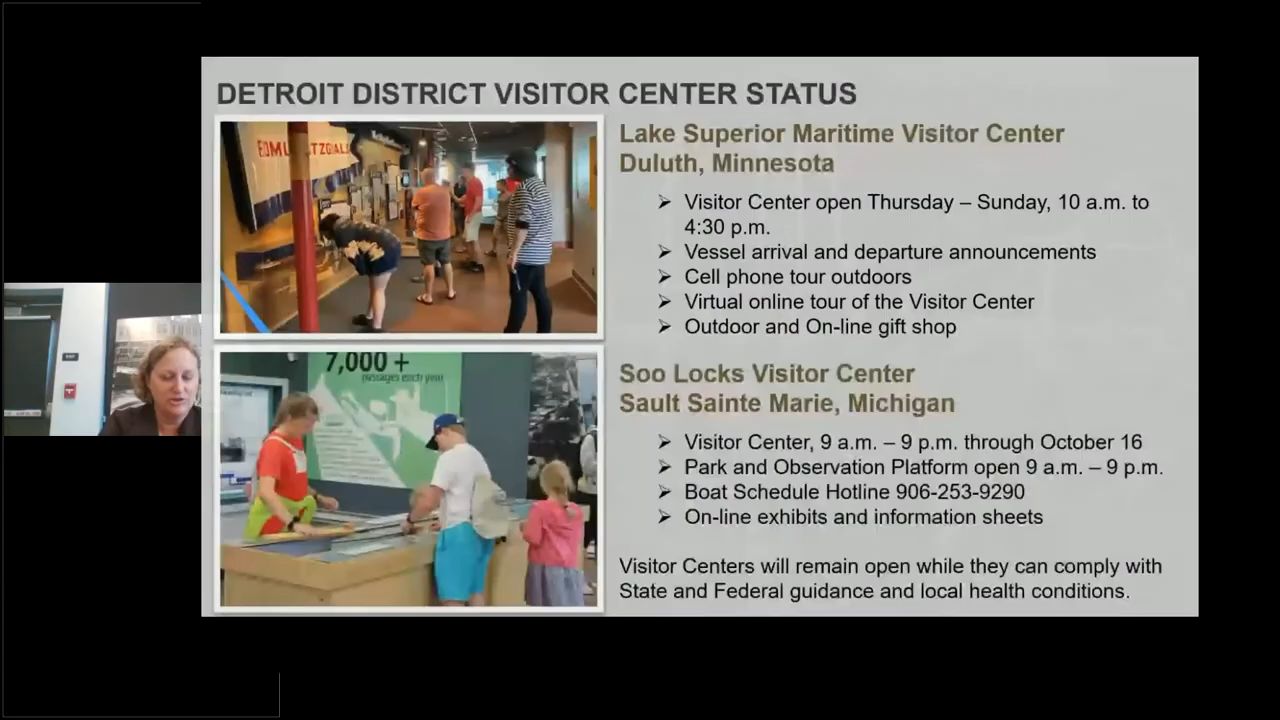 DETROIT DISTRICT VISITOR CENTER STATUS
Lake Superior Maritime Visitor Center
Duluth, Minnesota
➢ Visitor Center open Thursday – Sunday, 10 a.m. to
4:30 p.m.
➢ Vessel arrival and departure announcements
➢ Cell phone tour outdoors
➢ Virtual online tour of the Visitor Center
➢ Outdoor and On-line gift shop
7,000 +
passages each year
Soo Locks Visitor Center
Sault Sainte Marie, Michigan
➢ Visitor Center, 9 a.m. – 9 p.m. through October 16
➢ Park and Observation Platform open 9 a.m. – 9 p.m.
➢ Boat Schedule Hotline 906-253-9290
➢ On-line exhibits and information sheets
Visitor Centers will remain open while they can comply with
State and Federal guidance and local health conditions.